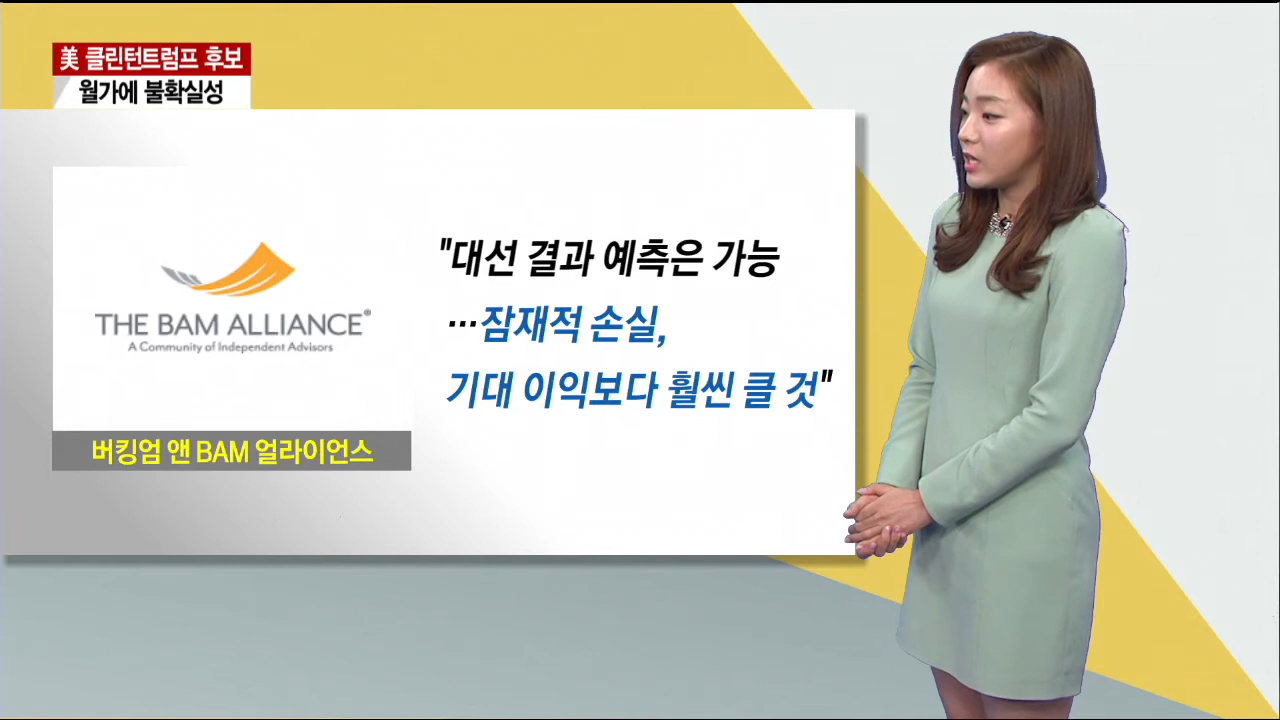 美 클린턴트럼프 후보
월가에 불확실성
THE BAM ALLIANCE®
A Community of Independent Advisors
버킹엄 앤 BAM 얼라이언스
"대선 결과 예측은 가능
…잠재적 손실,
기대 이익보다 훨씬 클 것"